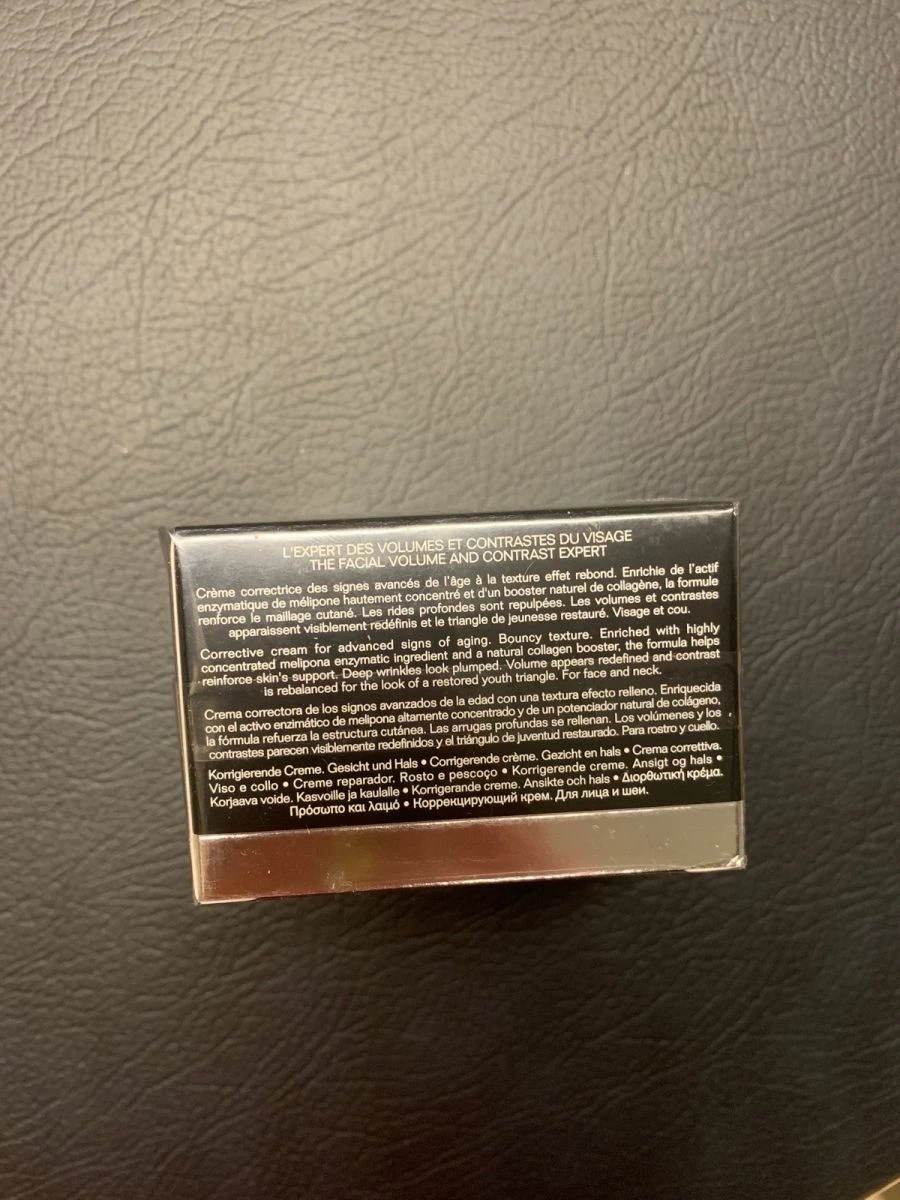 L'EXPERT DES VOLUMES ET CONTRASTES DU VISAGE
THE FACIAL VOLUME AND CONTRAST EXPERT
Crème correctrice des signes avancés de l'âge à la texture effet rebond. Enrichie de l'actif
enzymatique de mélipone hautement concentré et d'un booster naturel de collagène, la formule
renforce le maillage cutané. Les rides profondes sont repulpées. Les volumes et contrastes
apparaissent visiblement redéfinis et le triangle de jeunesse restauré. Visage et cou.
Corrective cream for advanced signs of aging. Bouncy texture. Enriched with highly
concentrated melipona enzymatic ingredient and a natural collagen booster, the formula helps
reinforce skin's support. Deep wrinkles look plumped. Volume appears redefined and contrast
is rebalanced for the look of a restored youth triangle. For face and neck.
Crema correctora de los signos avanzados de la edad con una textura efecto relleno. Enriquecida
con el activo enzimático de melipona altamente concentrado y de un potenciador natural de colágeno,
la fórmula refuerza la estructura cutánea. Las arrugas profundas se rellenan. Los volúmenes y los
contrastes parecen visiblemente redefinidos y el triángulo de juventud restaurado. Para rostro y cuello.
Korrigierende Creme. Gesicht und Hals • Corrigerende crème. Gezicht en hals • Crema correttiva.
Viso e collo • Creme reparador. Rosto e pescoço • Korrigerende creme. Ansigt og hals •
Korjaava voide. Kasvoille ja kaulalle • Korrigerande creme. Ansikte och hals • Διορθωτική κρέμα.
Πρόσωπο και λαιμό • Коррекцирующий крем. Для лица и шеи.